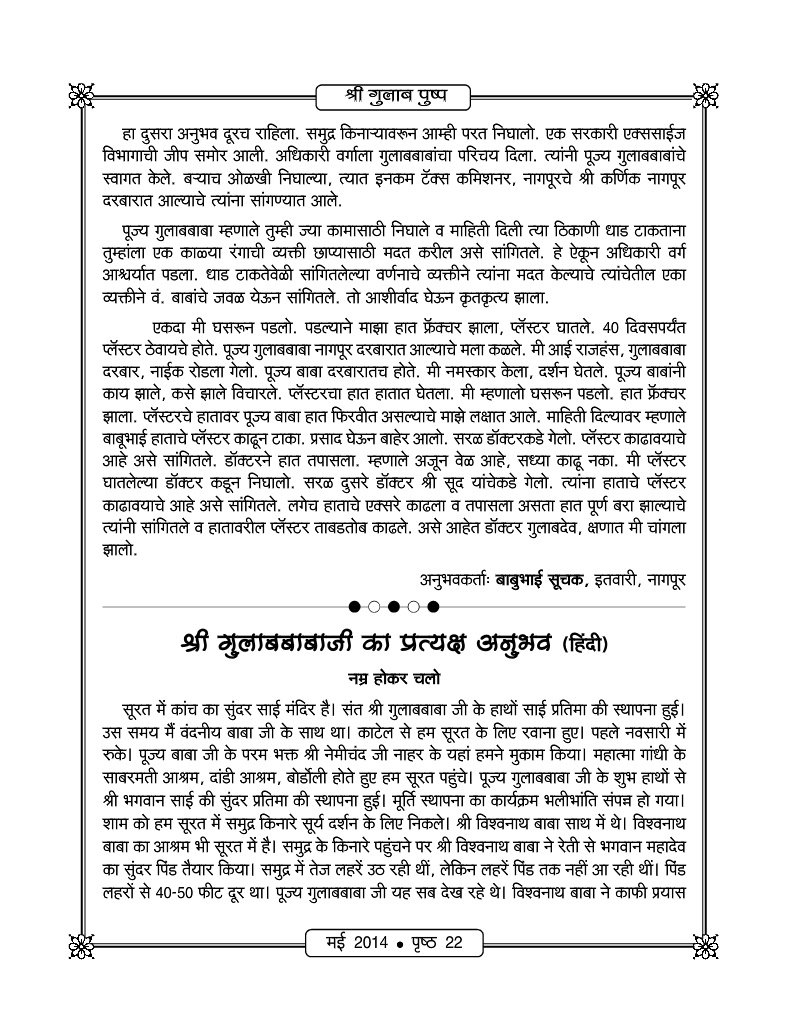 श्री गुलाब पुष्प
हा दुसरा अनुभव दूरच राहिला. समुद्र किनाऱ्यावरून आम्ही परत निघालो. एक सरकारी एक्ससाईज
विभागाची जीप समोर आली. अधिकारी वर्गाला गुलाबबाबांचा परिचय दिला. त्यांनी पूज्य गुलाबबाबांचे
स्वागत केले. बऱ्याच ओळखी निघाल्या, त्यात इनकम टॅक्स कमिशनर, नागपूरचे श्री कर्णिक नागपूर
दरबारात आल्याचे त्यांना सांगण्यात आले.
पूज्य गुलाबबाबा म्हणाले तुम्ही ज्या कामासाठी निघाले व माहिती दिली त्या ठिकाणी धाड टाकताना
तुम्हांला एक काळ्या रंगाची व्यक्ती छाप्यासाठी मदत करील असे सांगितले. हे ऐकून अधिकारी वर्ग
आश्चर्यात पडला. धाड टाकतेवेळी सांगितलेल्या वर्णनाचे व्यक्तीने त्यांना मदत केल्याचे त्यांचेतील एका
व्यक्तीने वं. बाबांचे जवळ येऊन सांगितले. तो आशीर्वाद घेऊन कृतकृत्य झाला.
एकदा मी घसरून पडलो. पडल्याने माझा हात फ्रॅक्चर झाला, प्लॅस्टर घातले. 40 दिवसपर्यंत
प्लॅस्टर ठेवायचे होते. पूज्य गुलाबबाबा नागपूर दरबारात आल्याचे मला कळले. मी आई राजहंस, गुलाबबाबा
दरबार, नाईक रोडला गेलो. पूज्य बाबा दरबारातच होते. मी नमस्कार केला, दर्शन घेतले. पूज्य बाबांनी
काय झाले, कसे झाले विचारले. प्लॅस्टरचा हात हातात घेतला. मी म्हणालो घसरून पडलो. हात फ्रॅक्चर
झाला. प्लॅस्टरचे हातावर पूज्य बाबा हात फिरवीत असल्याचे माझे लक्षात आले. माहिती दिल्यावर म्हणाले
बाबूभाई हाताचे प्लॅस्टर काढून टाका. प्रसाद घेऊन बाहेर आलो. सरळ डॉक्टरकडे गेलो. प्लॅस्टर काढावयाचे
आहे असे सांगितले. डॉक्टरने हात तपासला. म्हणाले अजून वेळ आहे, सध्या काढू नका. मी प्लॅस्टर
घातलेल्या डॉक्टर कडून निघालो. सरळ दुसरे डॉक्टर श्री सूद यांचेकडे गेलो. त्यांना हाताचे प्लॅस्टर
काढावयाचे आहे असे सांगितले. लगेच हाताचे एक्सरे काढला व तपासला असता हात पूर्ण बरा झाल्याचे
त्यांनी सांगितले व हातावरील प्लॅस्टर ताबडतोब काढले. असे आहेत डॉक्टर गुलाबदेव, क्षणात मी चांगला
झालो.
अनुभवकर्ताः बाबुभाई सूचक, इतवारी, नागपूर
श्री गुलाबबाबाजी का प्रत्यक्ष अनुभव (हिंदी)
नम्र होकर चलो
सूरत में कांच का सुंदर साई मंदिर है। संत श्री गुलाबबाबा जी के हाथों साई प्रतिमा की स्थापना हुई।
उस समय मैं वंदनीय बाबा जी के साथ था। काटेल से हम सूरत के लिए रवाना हुए। पहले नवसारी में
रुके। पूज्य बाबा जी के परम भक्त श्री नेमीचंद जी नाहर के यहां हमने मुकाम किया। महात्मा गांधी के
साबरमती आश्रम, दांडी आश्रम, बोर्डोली होते हुए हम सूरत पहुंचे। पूज्य गुलाबबाबा जी के शुभ हाथों से
श्री भगवान साई की सुंदर प्रतिमा की स्थापना हुई। मूर्ति स्थापना का कार्यक्रम भलीभांति संपन्न हो गया।
शाम को हम सूरत में समुद्र किनारे सूर्य दर्शन के लिए निकले। श्री विश्वनाथ बाबा साथ में थे। विश्वनाथ
बाबा का आश्रम भी सूरत में है। समुद्र के किनारे पहुंचने पर श्री विश्वनाथ बाबा ने रेती से भगवान महादेव
का सुंदर पिंड तैयार किया। समुद्र में तेज लहरें उठ रही थीं, लेकिन लहरें पिंड तक नहीं आ रही थीं। पिंड
लहरों से 40-50 फीट दूर था। पूज्य गुलाबबाबा जी यह सब देख रहे थे। विश्वनाथ बाबा ने काफी प्रयास
मई 2014 ● पृष्ठ 22